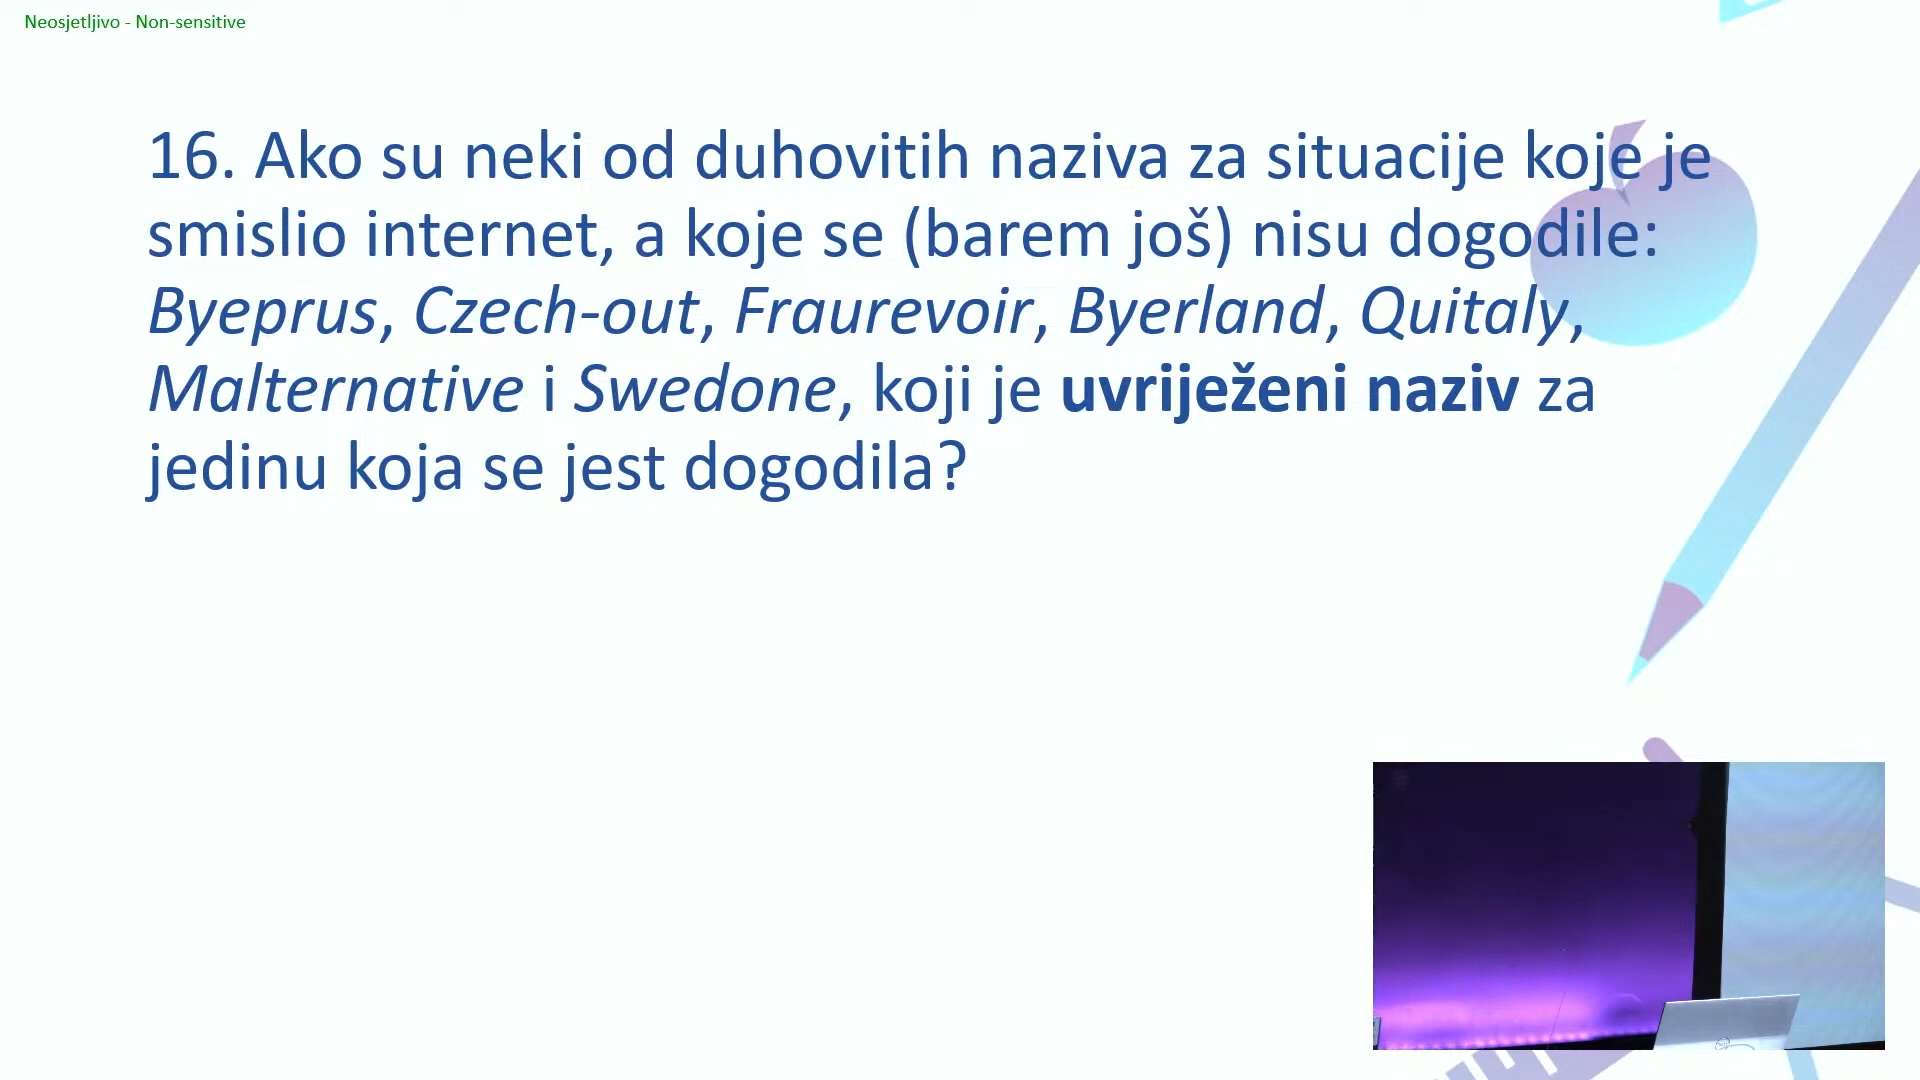 Neosjetljivo - Non-sensitive
16. Ako su neki od duhovitih naziva za situacije koje je
smislio internet, a koje se (barem još) nisu dogodile:
Byeprus, Czech-out, Fraurevoir, Byerland, Quitaly,
Malternative i Swedone, koji je uvriježeni naziv za
jedinu koja se jest dogodila?